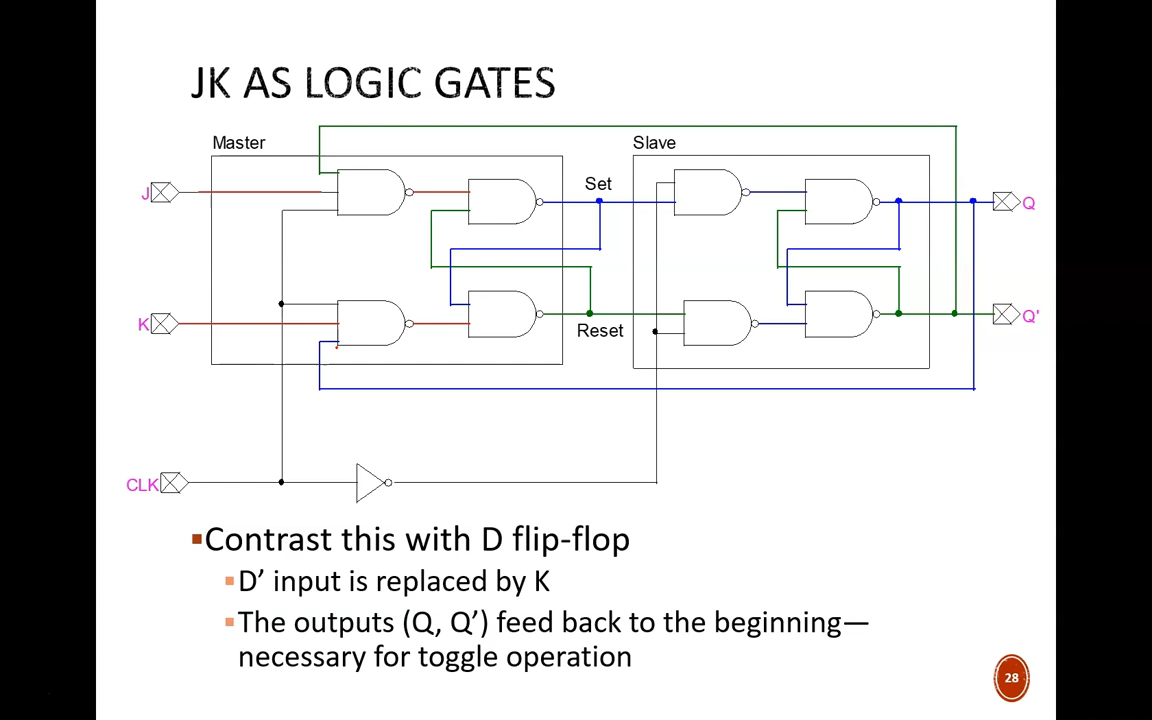 JK AS LOGIC GATES
Master
Slave
J
Set
Q
K
Reset
Q'
CLK
Contrast this with D flip-flop
D’ input is replaced by K
The outputs (Q, Q’) feed back to the beginning—
necessary for toggle operation
28